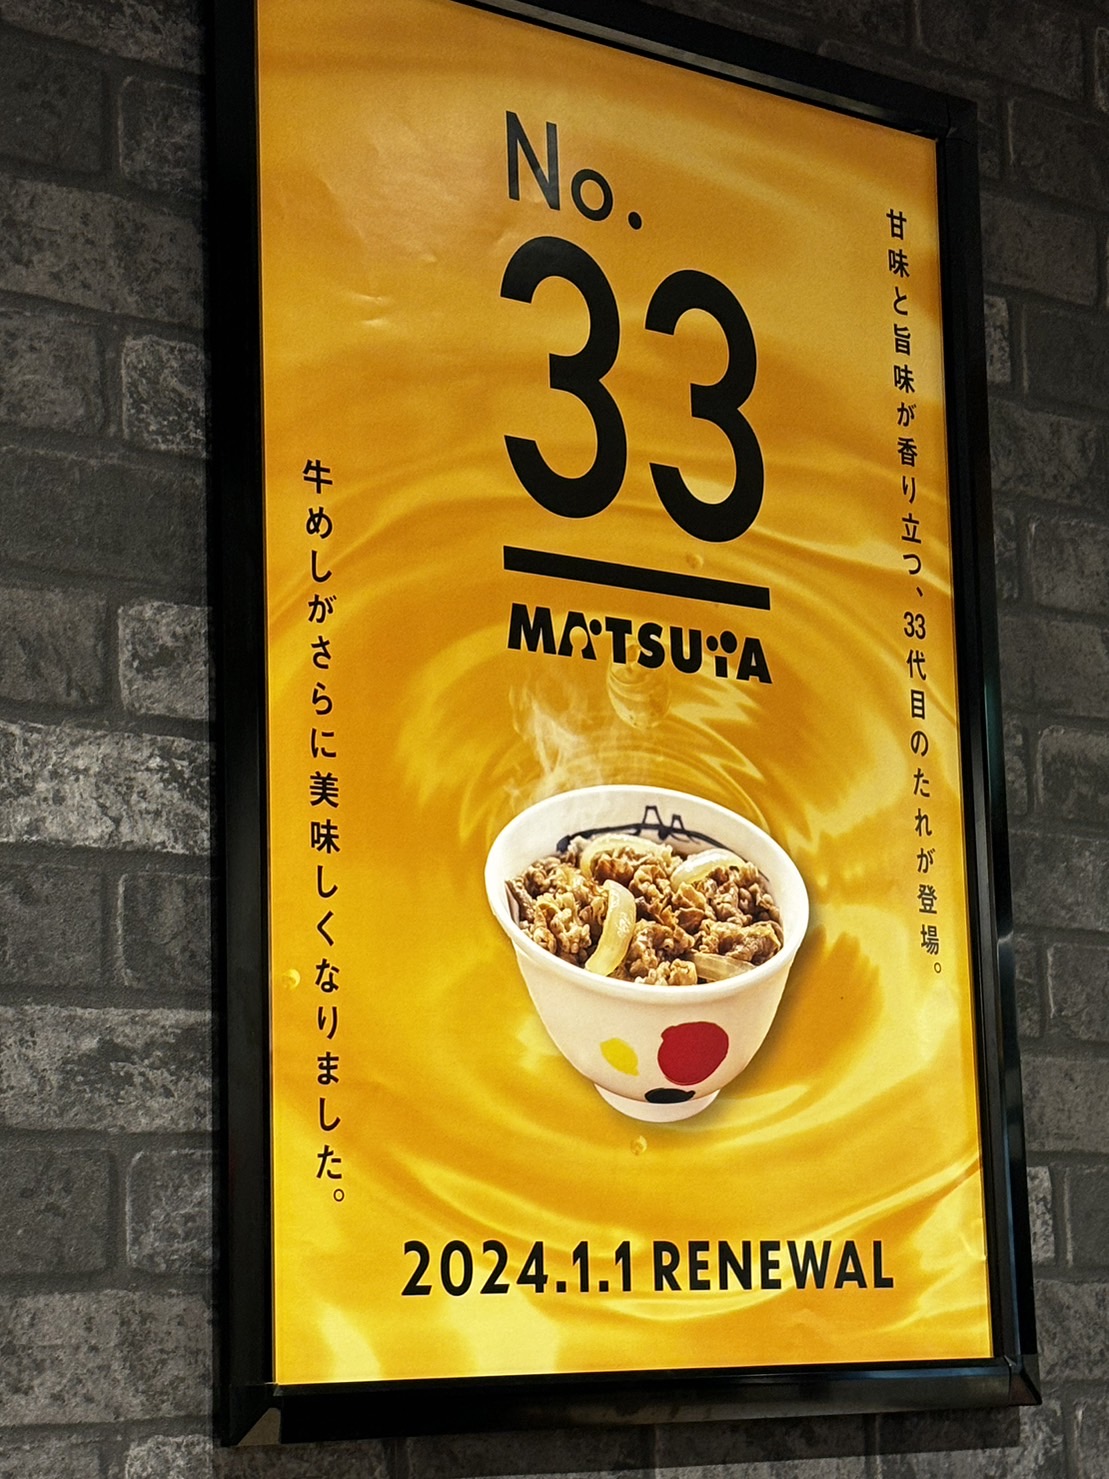 No.
33
MATSUYA
甘味と旨味が香り立つ、33代目のたれが登場。
牛めしがさらに美味しくなりました。
2024.1.1 RENEWAL